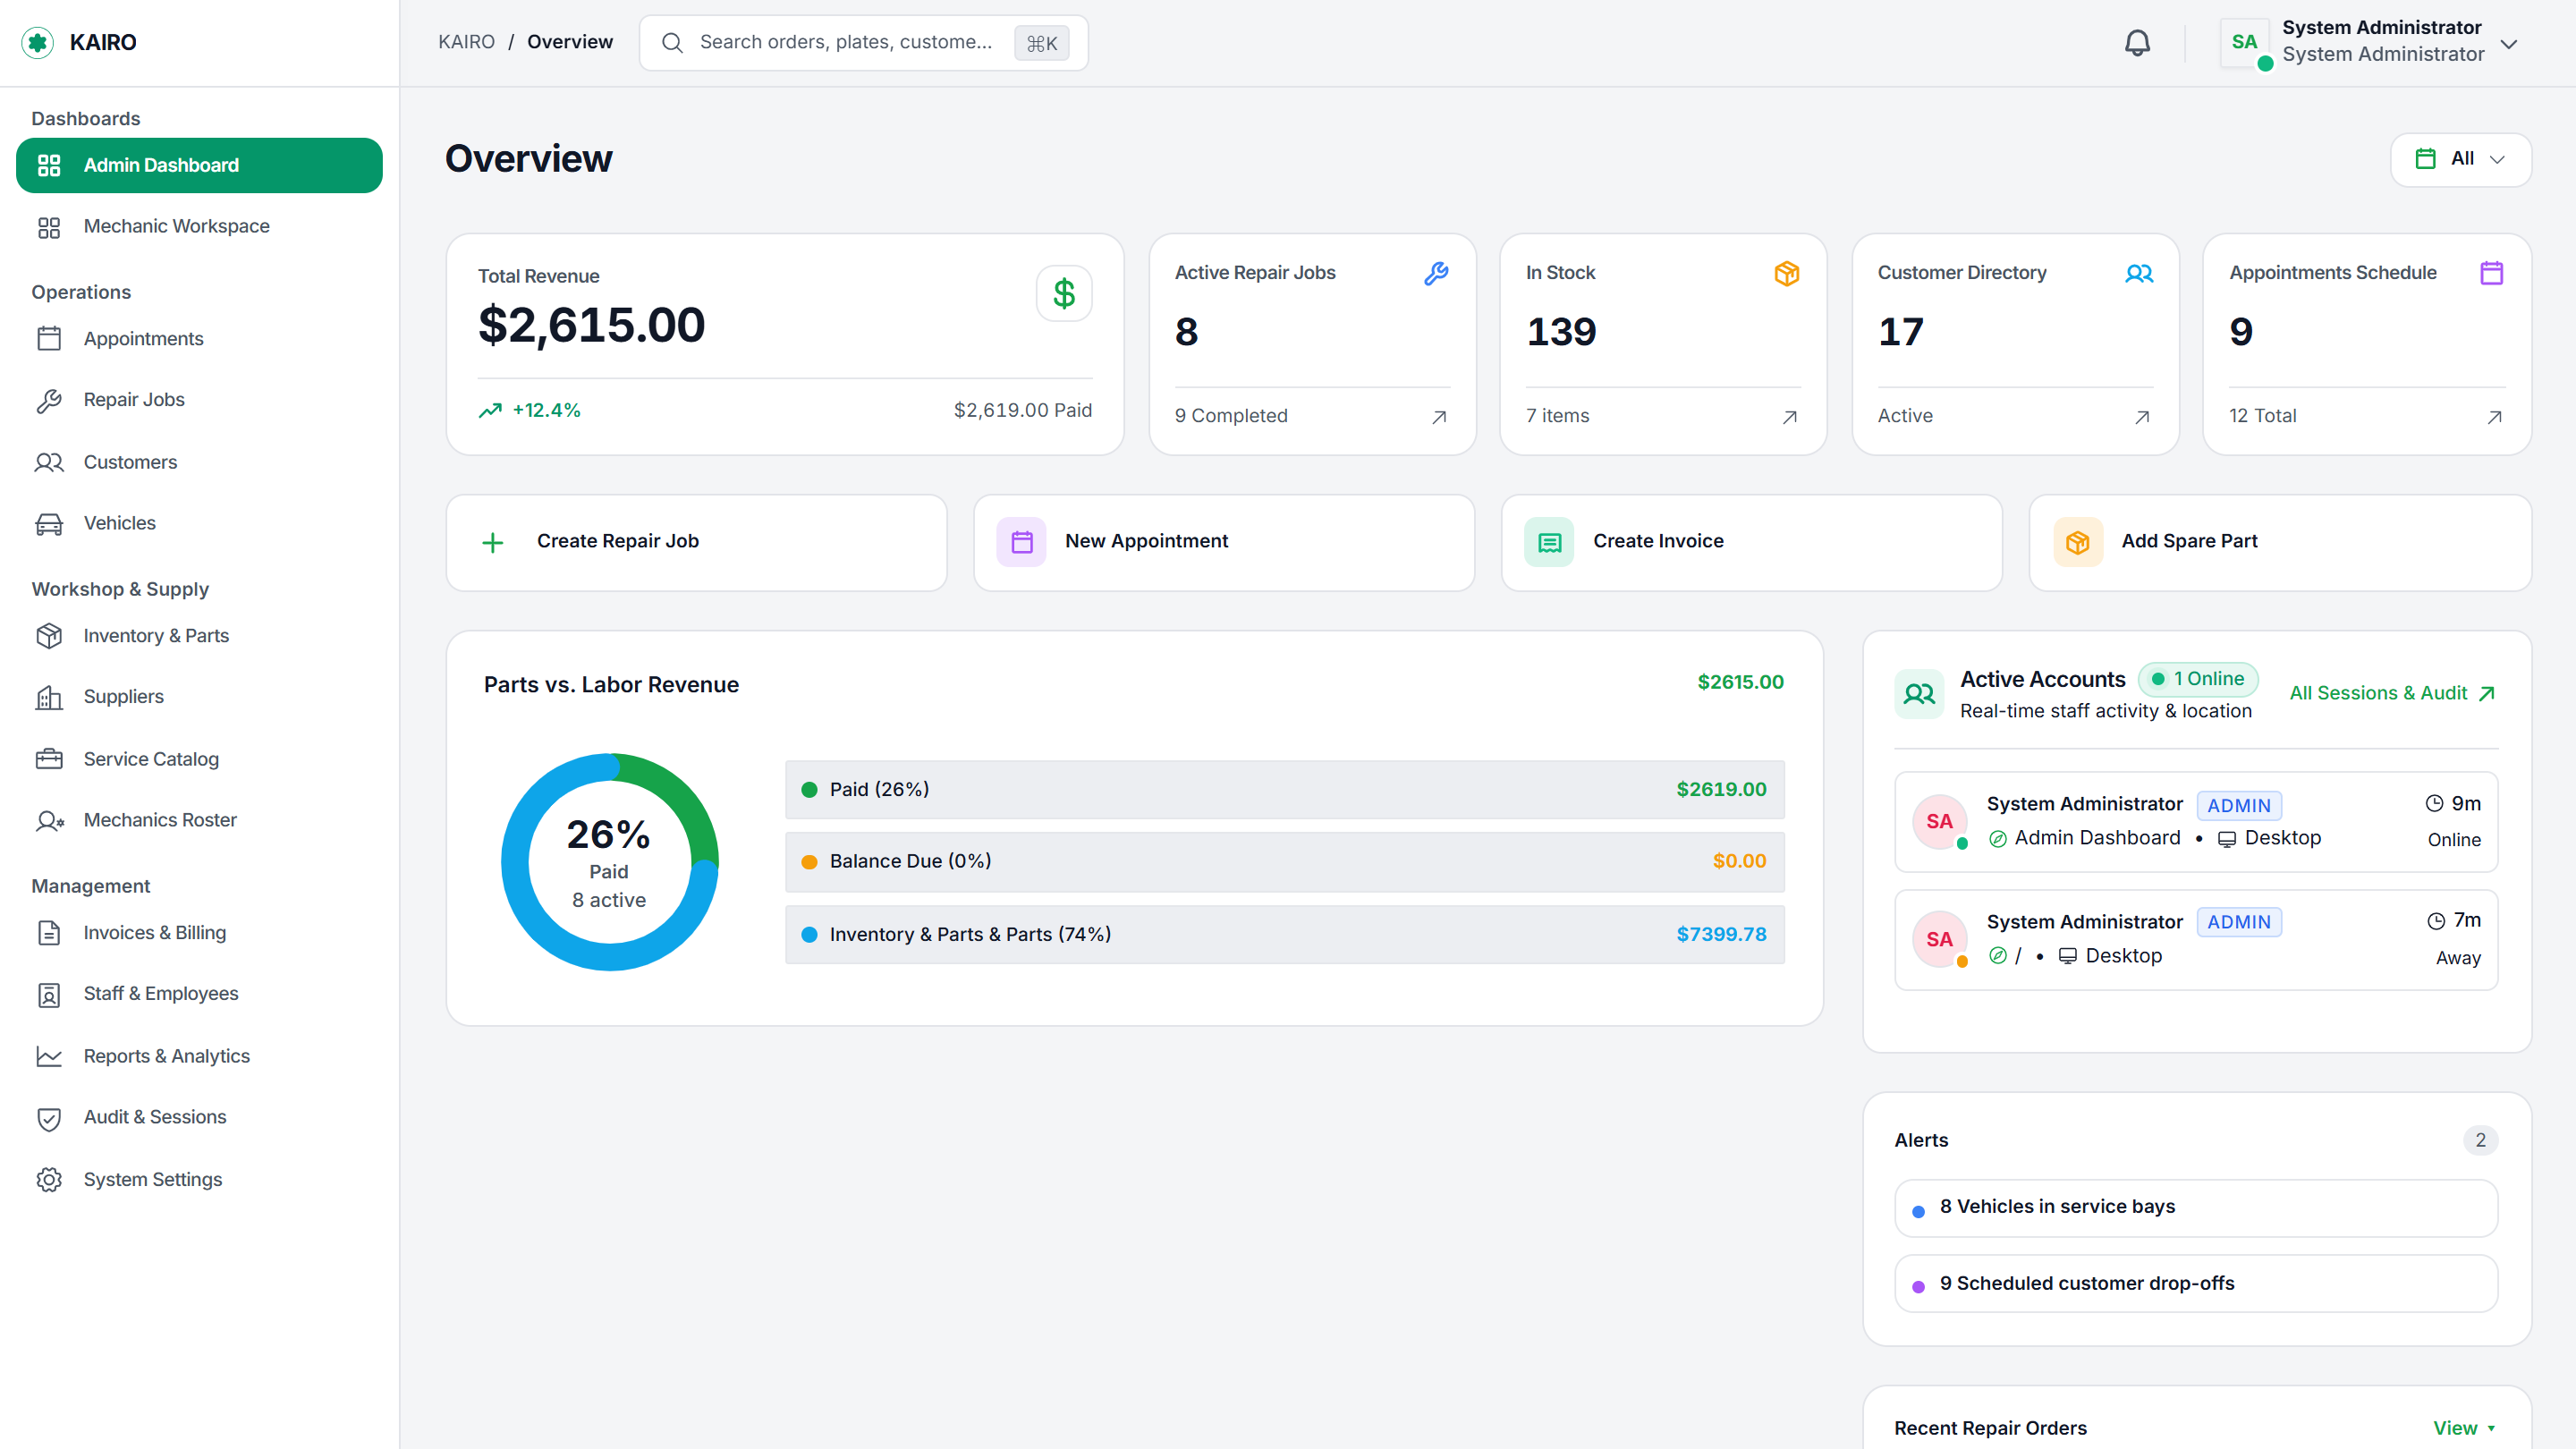 KAIRO
KAIRO / Overview
Search orders, plates, custome... ⌘K
SA
System Administrator
System Administrator
Dashboards
Admin Dashboard
Mechanic Workspace
Operations
Appointments
Repair Jobs
Customers
Vehicles
Workshop & Supply
Inventory & Parts
Suppliers
Service Catalog
Mechanics Roster
Management
Invoices & Billing
Staff & Employees
Reports & Analytics
Audit & Sessions
System Settings
Overview
All
Total Revenue
$2,615.00
$
+12.4%
$2,619.00 Paid
Active Repair Jobs
8
9 Completed
In Stock
139
7 items
Customer Directory
17
Active
Appointments Schedule
9
12 Total
Create Repair Job
New Appointment
Create Invoice
Add Spare Part
Parts vs. Labor Revenue
$2615.00
26%
Paid
8 active
Paid (26%) $2619.00
Balance Due (0%) $0.00
Inventory & Parts & Parts (74%) $7399.78
Active Accounts 1 Online
Real-time staff activity & location
All Sessions & Audit
SA
System Administrator ADMIN 9m
Admin Dashboard • Desktop Online
SA
System Administrator ADMIN 7m
/ • Desktop Away
Alerts 2
8 Vehicles in service bays
9 Scheduled customer drop-offs
Recent Repair Orders View